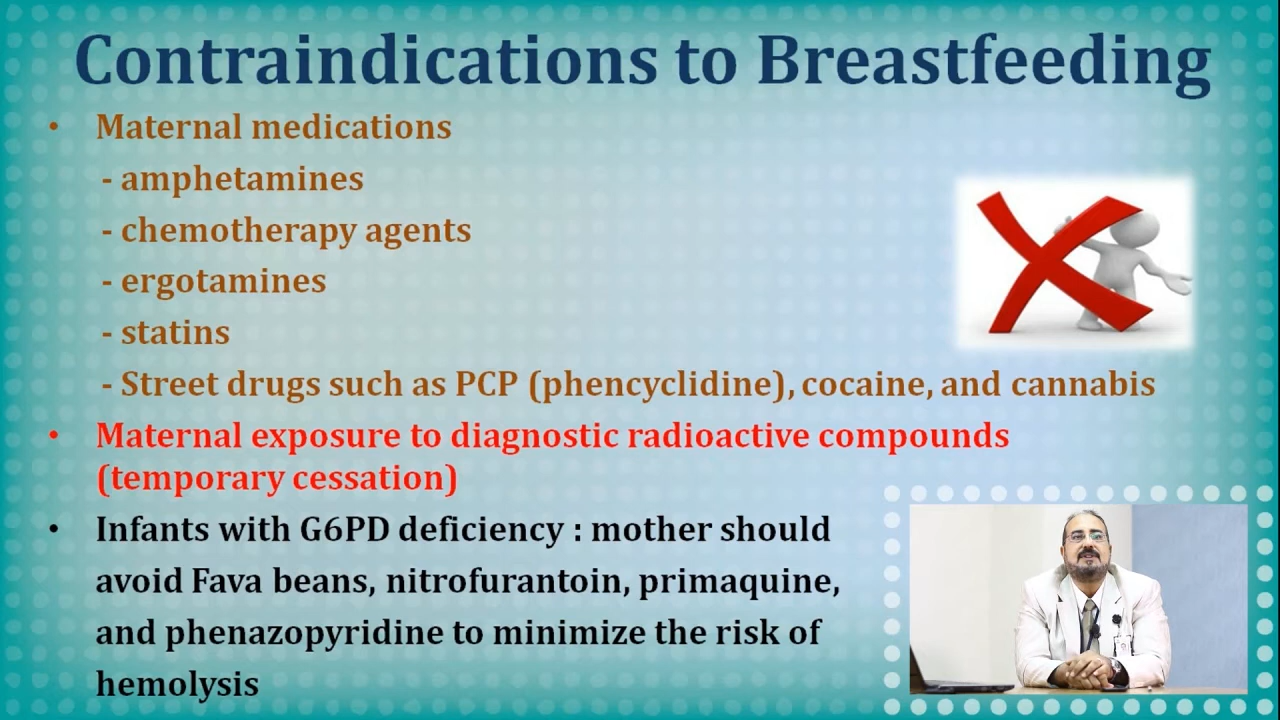 Contraindications to Breastfeeding
• Maternal medications
- amphetamines
- chemotherapy agents
- ergotamines
- statins
- Street drugs such as PCP (phencyclidine), cocaine, and cannabis
• Maternal exposure to diagnostic radioactive compounds
(temporary cessation)
• Infants with G6PD deficiency : mother should
avoid Fava beans, nitrofurantoin, primaquine,
and phenazopyridine to minimize the risk of
hemolysis